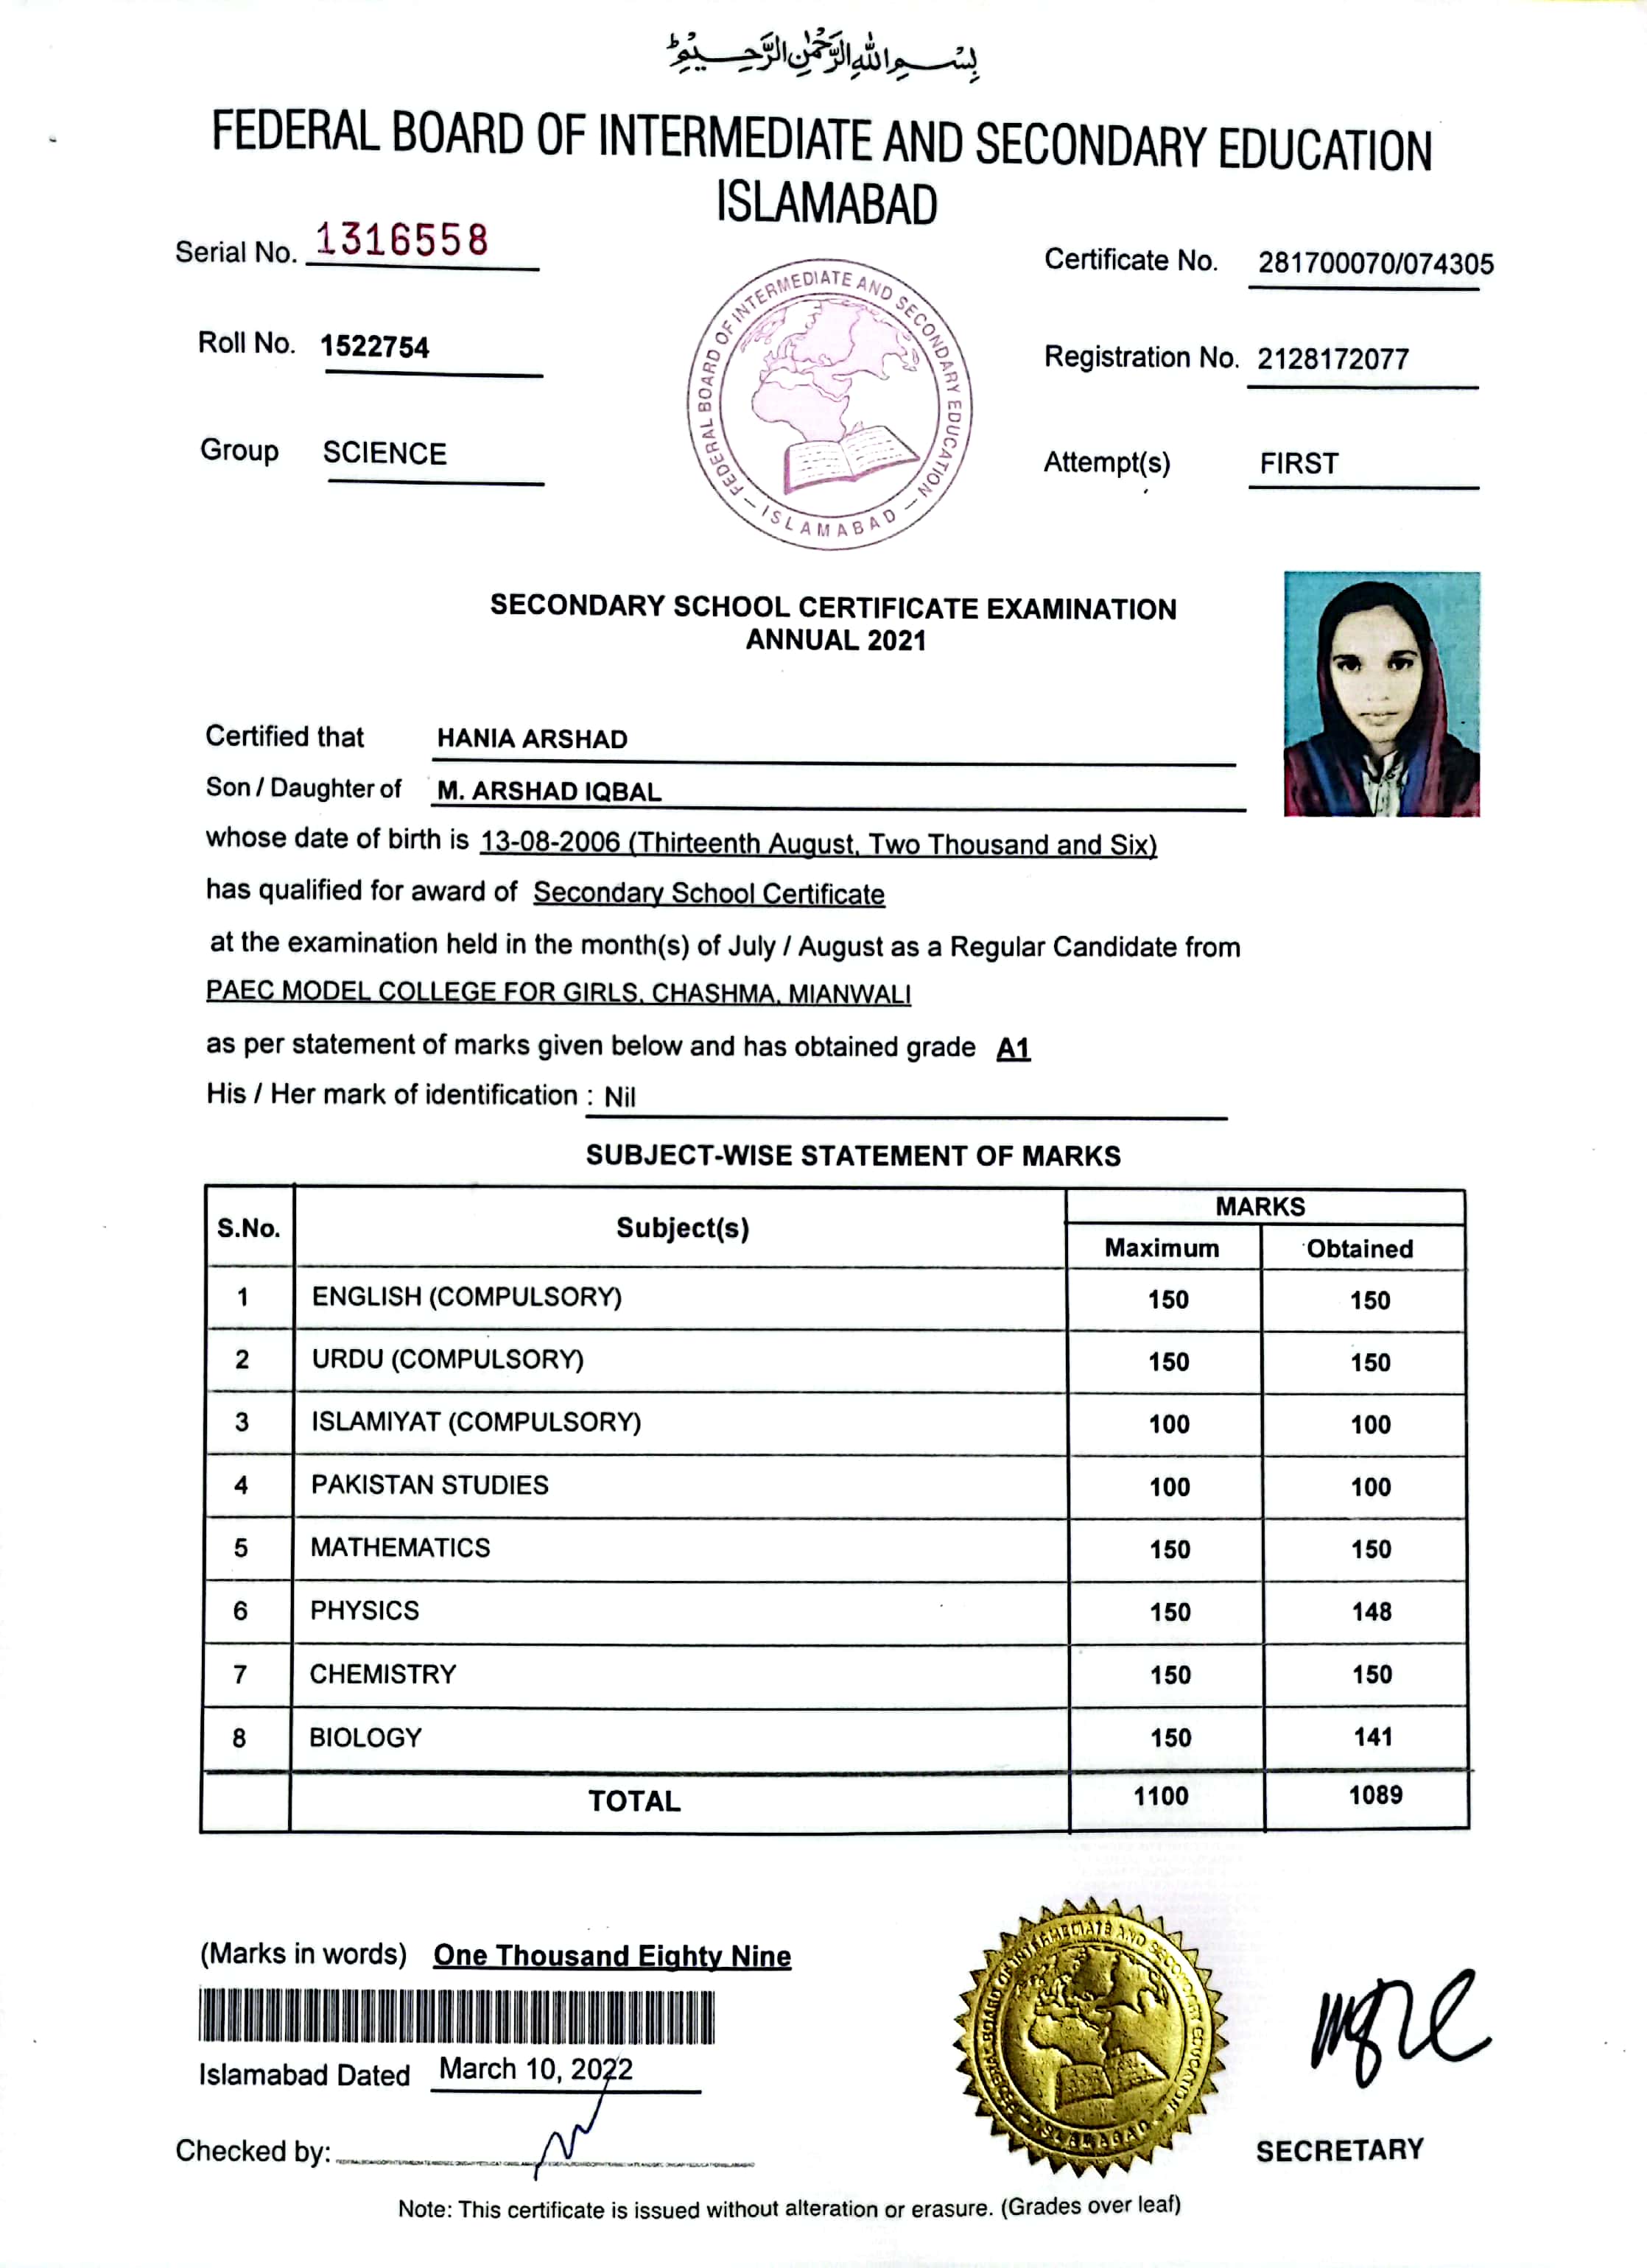 بِسْمِ اللهِ الرَّحْمٰنِ الرَّحِيْمِ
FEDERAL BOARD OF INTERMEDIATE AND SECONDARY EDUCATION
ISLAMABAD
Serial No. 1316558
Certificate No. 281700070/074305
Roll No. 1522754
Registration No. 2128172077
Group SCIENCE
Attempt(s) FIRST
FEDERAL BOARD OF INTERMEDIATE AND SECONDARY EDUCATION
— ISLAMABAD —
SECONDARY SCHOOL CERTIFICATE EXAMINATION
ANNUAL 2021
Certified that HANIA ARSHAD
Son / Daughter of M. ARSHAD IQBAL
whose date of birth is 13-08-2006 (Thirteenth August, Two Thousand and Six)
has qualified for award of Secondary School Certificate
at the examination held in the month(s) of July / August as a Regular Candidate from
PAEC MODEL COLLEGE FOR GIRLS, CHASHMA, MIANWALI
as per statement of marks given below and has obtained grade A1
His / Her mark of identification : Nil
SUBJECT-WISE STATEMENT OF MARKS
S.No. Subject(s) MARKS
Maximum Obtained
1 ENGLISH (COMPULSORY) 150 150
2 URDU (COMPULSORY) 150 150
3 ISLAMIYAT (COMPULSORY) 100 100
4 PAKISTAN STUDIES 100 100
5 MATHEMATICS 150 150
6 PHYSICS 150 148
7 CHEMISTRY 150 150
8 BIOLOGY 150 141
TOTAL 1100 1089
(Marks in words) One Thousand Eighty Nine
FEDERAL BOARD OF INTERMEDIATE AND SECONDARY EDUCATION
— ISLAMABAD —
Islamabad Dated March 10, 2022
Checked by:
SECRETARY
Note: This certificate is issued without alteration or erasure. (Grades over leaf)